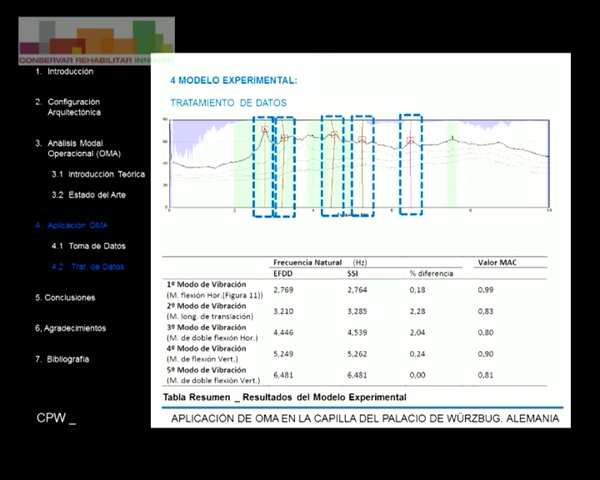 CONSERVAR REHABILITAR INNOVAR
1. Introducción
2. Configuración
Arquitectónica
3. Análisis Modal
Operacional (OMA)
3.1 Introducción Teórica
3.2 Estado del Arte
4. Aplicación OMA
4.1 Toma de Datos
4.2 Trat. de Datos
5. Conclusiones
6, Agradecimientos
7. Bibliografía
CPW _
4 MODELO EXPERIMENTAL:
TRATAMIENTO DE DATOS
Frecuencia Natural (Hz) Valor MAC
EFDD SSI % diferencia
1º Modo de Vibración
(M. flexión Hor.(Figura 11)) 2,769 2,764 0,18 0,99
2º Modo de Vibración
(M. long. de translación) 3,210 3,285 2,28 0,83
3º Modo de Vibración
(M. de doble flexión Hor.) 4,446 4,539 2,04 0,80
4º Modo de Vibración
(M. de flexión Vert.) 5,249 5,262 0,24 0,90
5º Modo de Vibración
(M. de doble flexión Vert.) 6,481 6,481 0,00 0,81
Tabla Resumen _ Resultados del Modelo Experimental
APLICACIÓN DE OMA EN LA CAPILLA DEL PALACIO DE WÜRZBUG. ALEMANIA